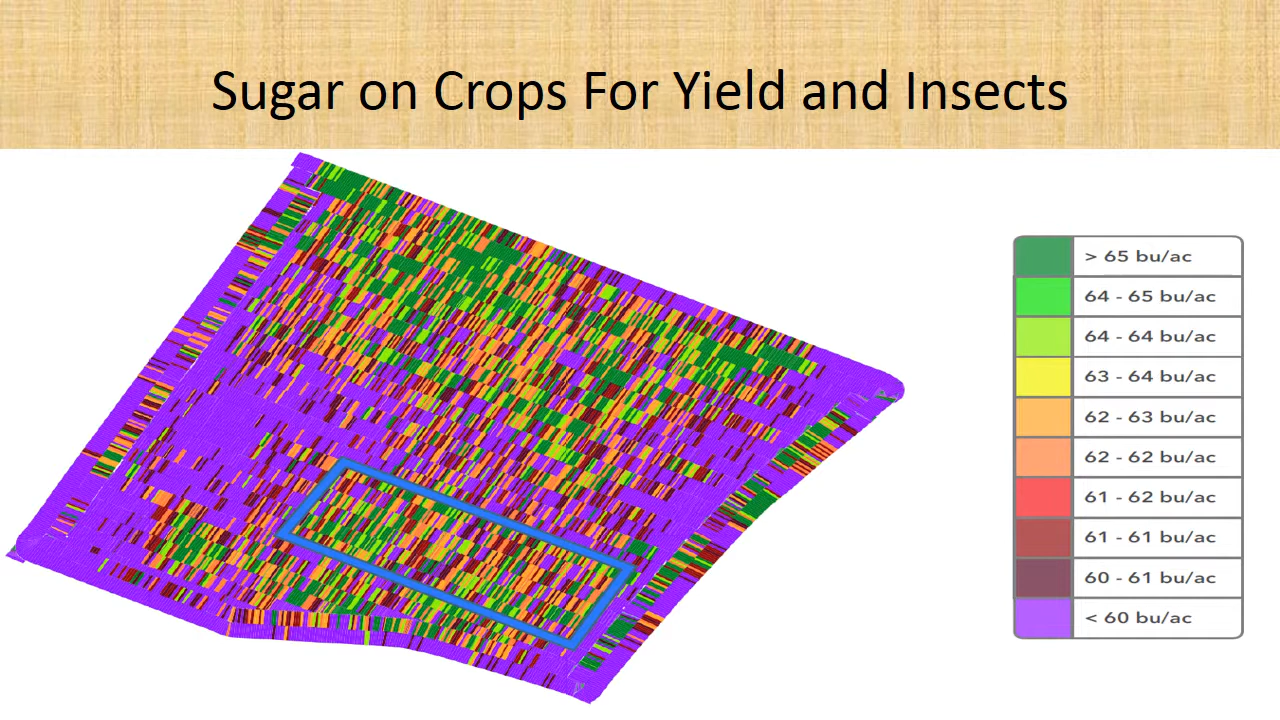 Sugar on Crops For Yield and Insects
> 65 bu/ac
64 - 65 bu/ac
64 - 64 bu/ac
63 - 64 bu/ac
62 - 63 bu/ac
62 - 62 bu/ac
61 - 62 bu/ac
61 - 61 bu/ac
60 - 61 bu/ac
< 60 bu/ac